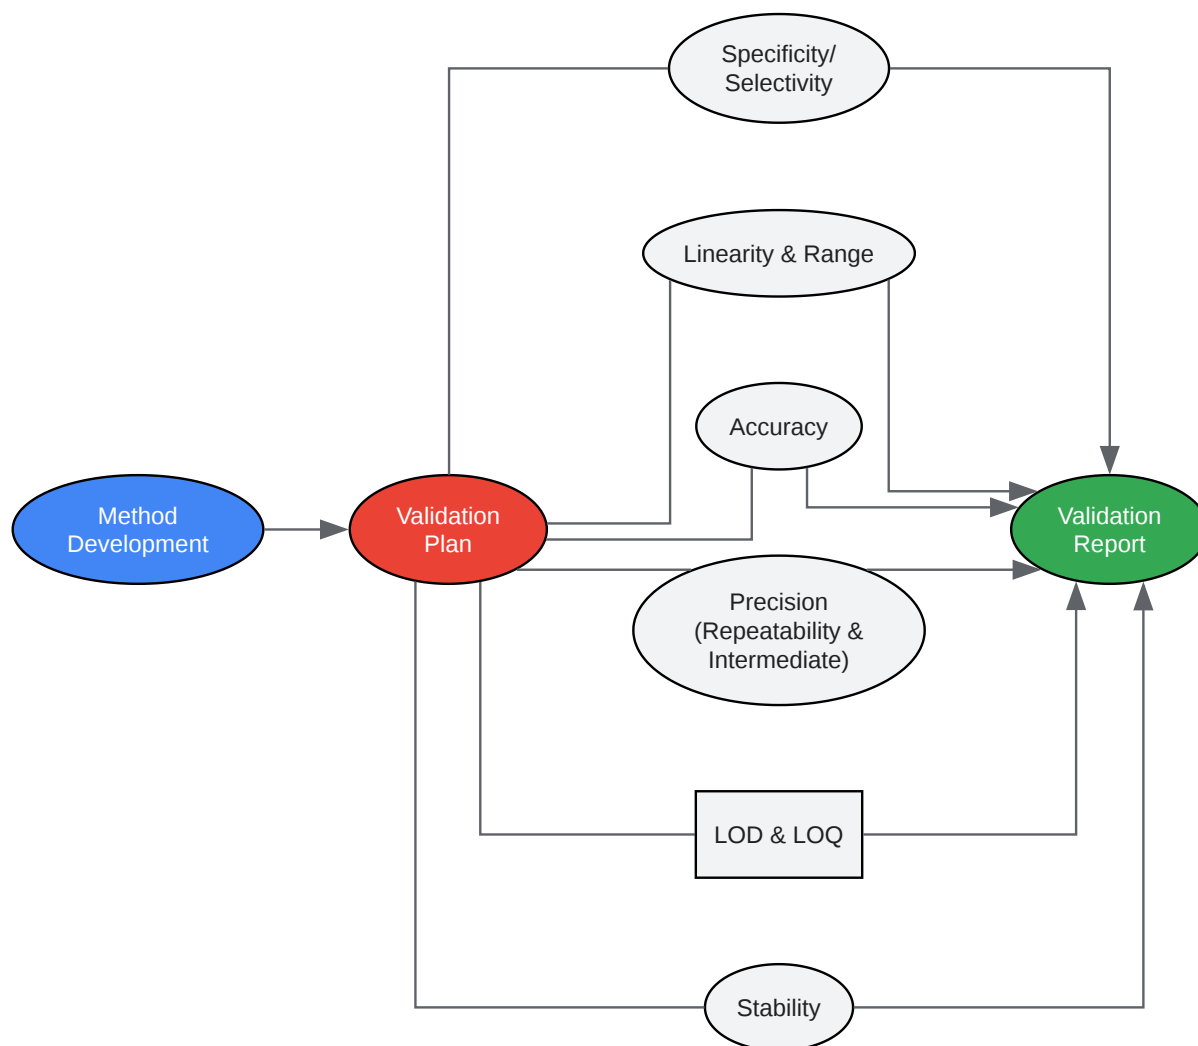 Specificity/
Selectivity
Linearity & Range
Accuracy
Method
Development
Validation
Plan
Validation
Report
Precision
(Repeatability &
Intermediate)
LOD & LOQ
Stability